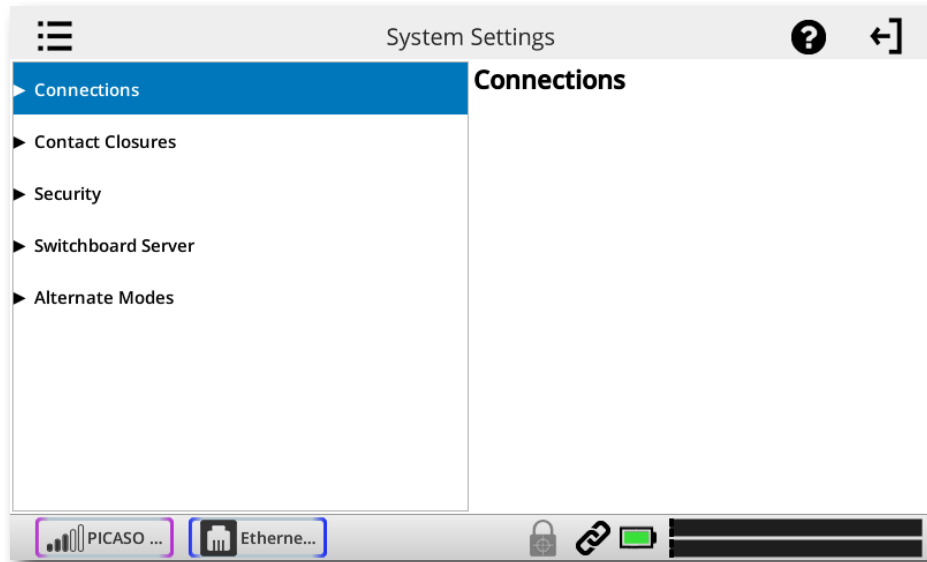 System Settings
Connections
Contact Closures
Security
Switchboard Server
Alternate Modes
Connections
PICASO ...
Etherne...